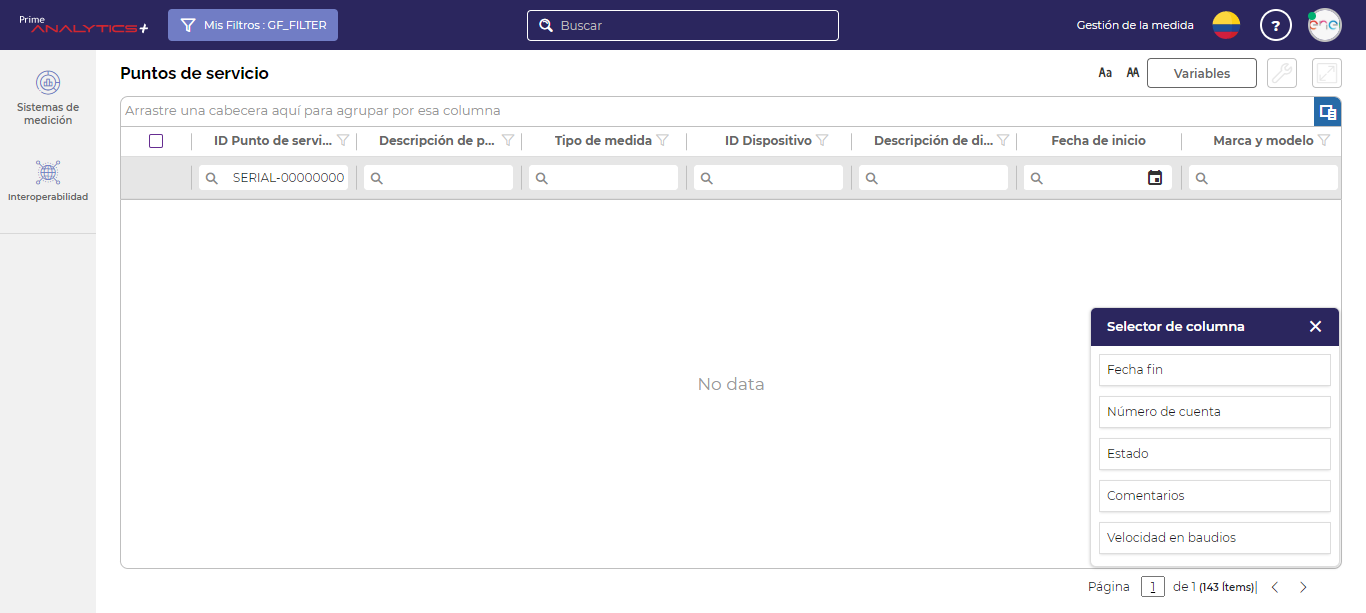 Prime
ANALYTICS+
Mis Filtros : GF_FILTER
Buscar
Gestión de la medida
?
enel
Sistemas de
medición
Interoperabilidad
Puntos de servicio
Aa
AA
Variables
Arrastre una cabecera aquí para agrupar por esa columna
ID Punto de servi...
Descripción de p...
Tipo de medida
ID Dispositivo
Descripción de di...
Fecha de inicio
Marca y modelo
SERIAL-00000000
No data
Selector de columna
Fecha fin
Número de cuenta
Estado
Comentarios
Velocidad en baudios
Página 1 de 1 (143 Ítems)|